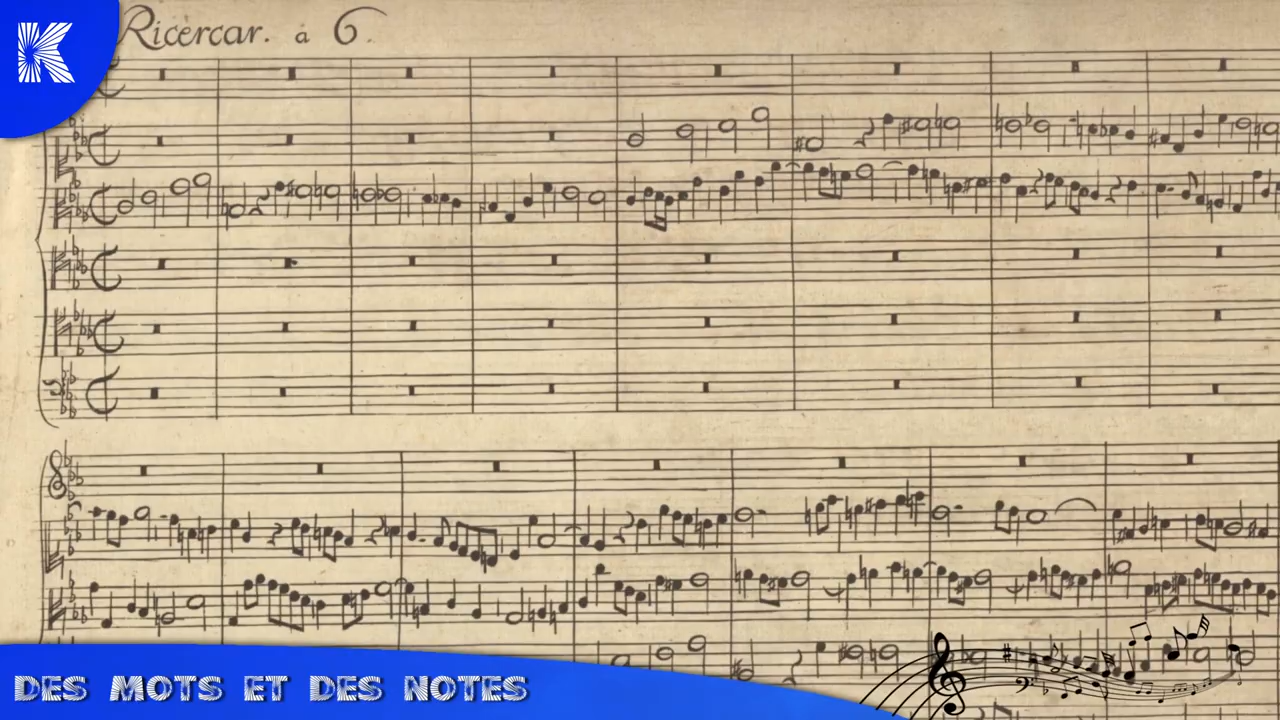 K
Ricercar. à 6.
DES MOTS ET DES NOTES